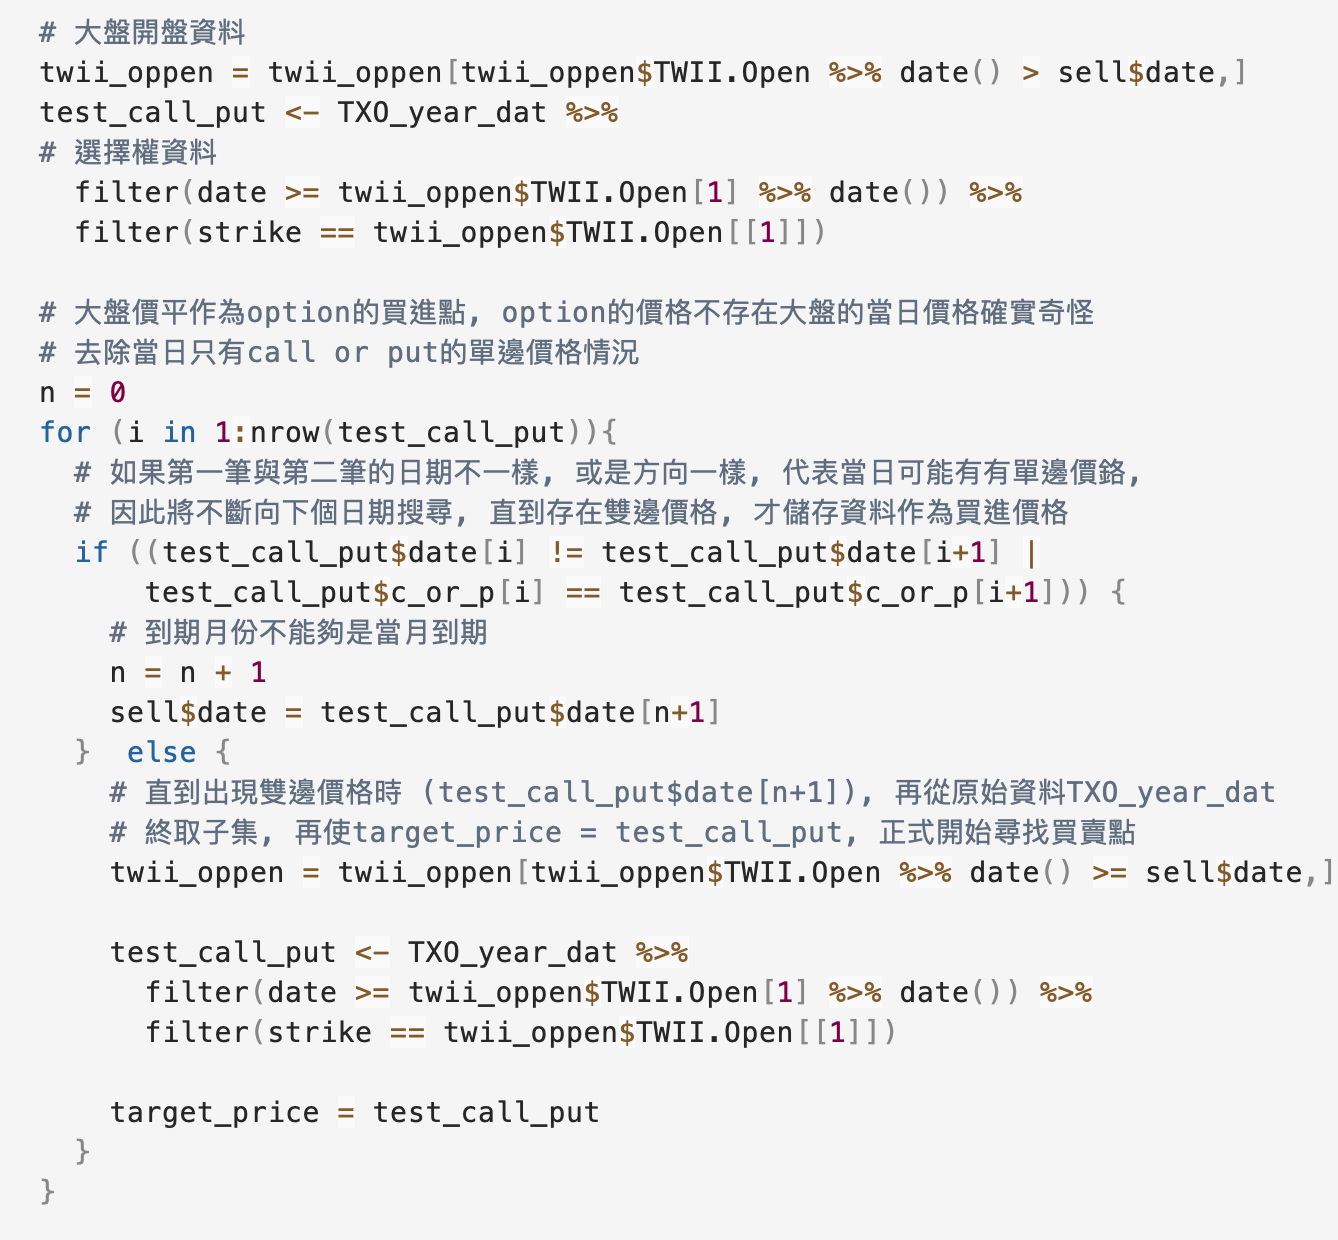 # 大盤開盤資料
twii_oppen = twii_oppen[twii_oppen$TWII.Open %>% date() > sell$date,]
test_call_put <- TXO_year_dat %>%
# 選擇權資料
  filter(date >= twii_oppen$TWII.Open[1] %>% date()) %>%
  filter(strike == twii_oppen$TWII.Open[[1]])

# 大盤價平作為option的買進點, option的價格不存在大盤的當日價格確實奇怪
# 去除當日只有call or put的單邊價格情況
n = 0
for (i in 1:nrow(test_call_put)){
  # 如果第一筆與第二筆的日期不一樣, 或是方向一樣, 代表當日可能有有單邊價鉻,
  # 因此將不斷向下個日期搜尋, 直到存在雙邊價格, 才儲存資料作為買進價格
  if ((test_call_put$date[i] != test_call_put$date[i+1] |
      test_call_put$c_or_p[i] == test_call_put$c_or_p[i+1])) {
    # 到期月份不能夠是當月到期
    n = n + 1
    sell$date = test_call_put$date[n+1]
  }  else {
    # 直到出現雙邊價格時 (test_call_put$date[n+1]), 再從原始資料TXO_year_dat
    # 終取子集, 再使target_price = test_call_put, 正式開始尋找買賣點
    twii_oppen = twii_oppen[twii_oppen$TWII.Open %>% date() >= sell$date,]

    test_call_put <- TXO_year_dat %>%
      filter(date >= twii_oppen$TWII.Open[1] %>% date()) %>%
      filter(strike == twii_oppen$TWII.Open[[1]])

    target_price = test_call_put
  }
}